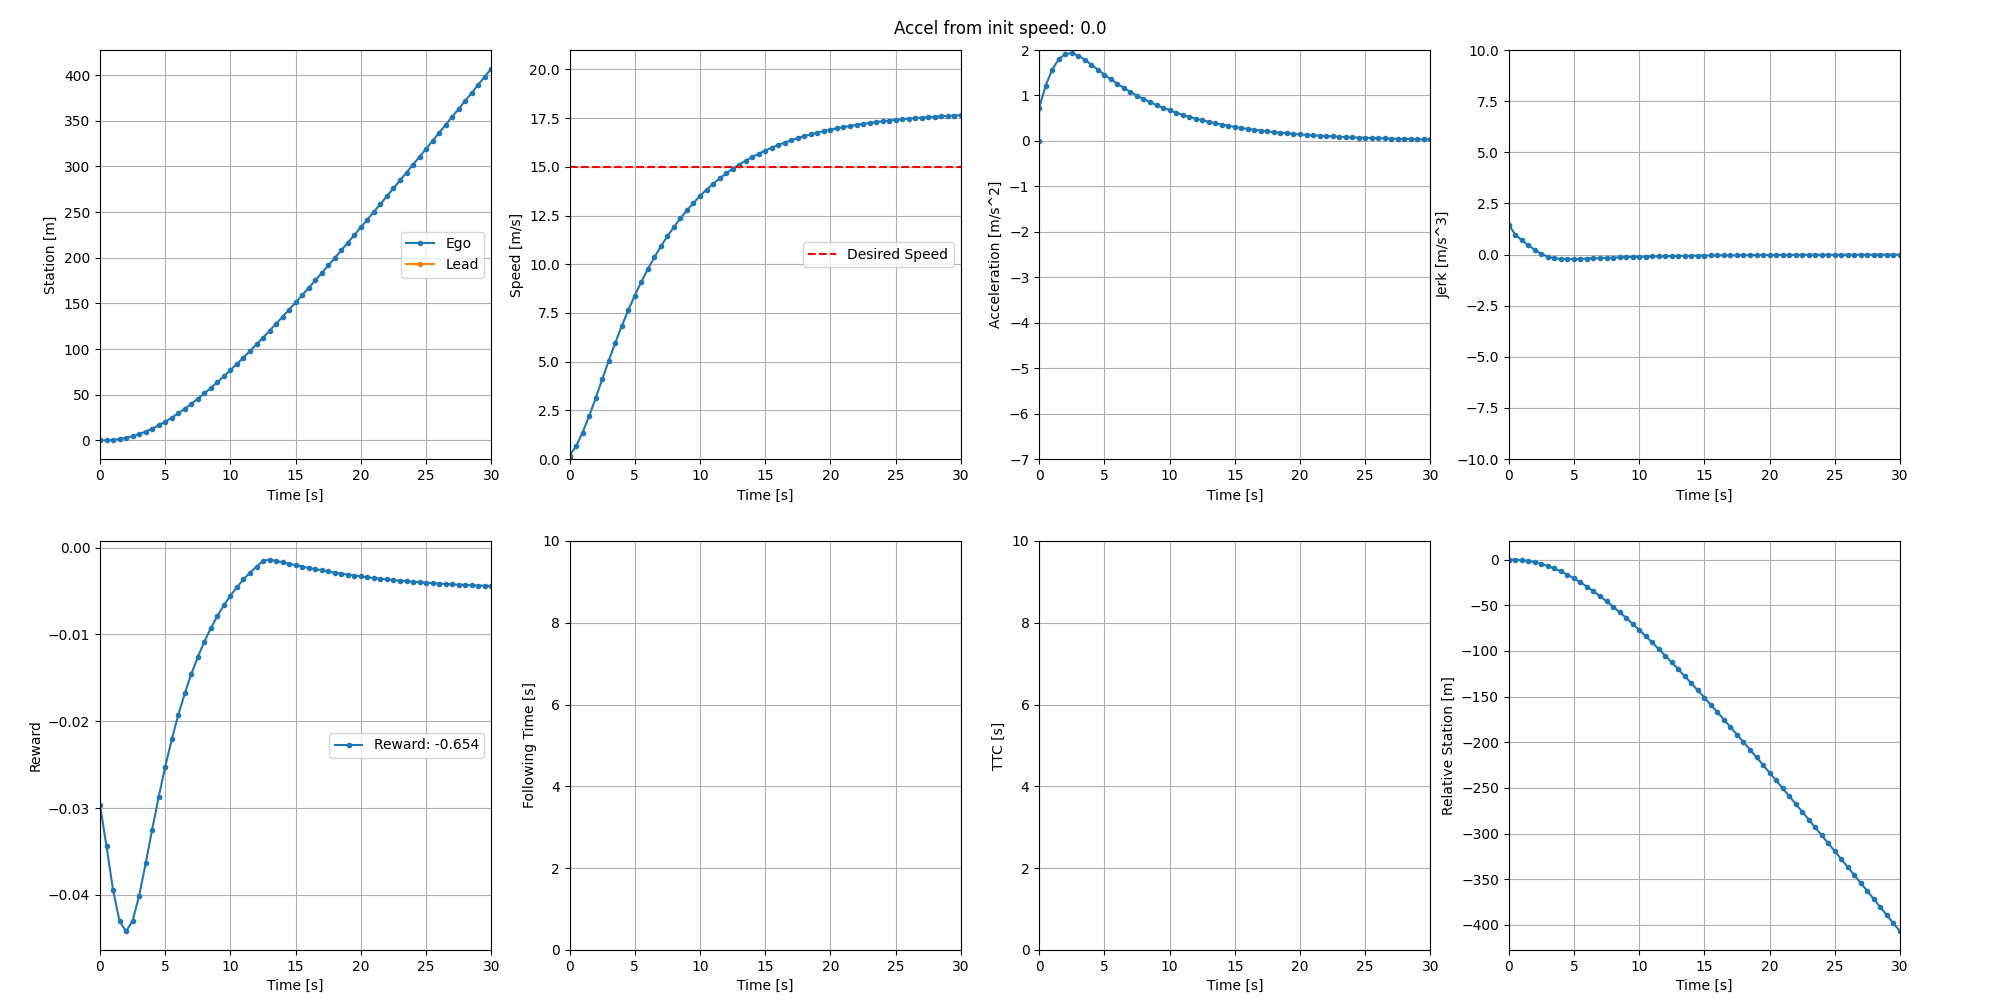 Accel from init speed: 0.0
400
350
300
250
200
150
100
50
0
Station [m]
Ego
Lead
0 5 10 15 20 25 30
Time [s]
20.0
17.5
15.0
12.5
10.0
7.5
5.0
2.5
0.0
Speed [m/s]
Desired Speed
0 5 10 15 20 25 30
Time [s]
2
1
0
−1
−2
−3
−4
−5
−6
−7
Acceleration [m/s^2]
0 5 10 15 20 25 30
Time [s]
10.0
7.5
5.0
2.5
0.0
−2.5
−5.0
−7.5
−10.0
Jerk [m/s^3]
0 5 10 15 20 25 30
Time [s]
0.00
−0.01
−0.02
−0.03
−0.04
Reward
Reward: -0.654
0 5 10 15 20 25 30
Time [s]
10
8
6
4
2
0
Following Time [s]
0 5 10 15 20 25 30
Time [s]
10
8
6
4
2
0
TTC [s]
0 5 10 15 20 25 30
Time [s]
0
−50
−100
−150
−200
−250
−300
−350
−400
Relative Station [m]
0 5 10 15 20 25 30
Time [s]